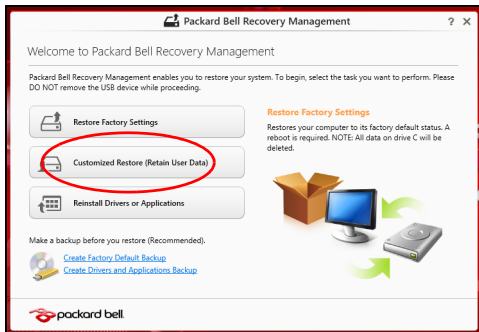 Packard Bell Recovery Management
? X
Welcome to Packard Bell Recovery Management
Packard Bell Recovery Management enables you to restore your system. To begin, select the task you want to perform. Please
DO NOT remove the USB device while proceeding.
Restore Factory Settings
Customized Restore (Retain User Data)
Reinstall Drivers or Applications
Restore Factory Settings
Restores your computer to its factory default status. A
reboot is required. NOTE: All data on drive C will be
deleted.
Make a backup before you restore (Recommended).
Create Factory Default Backup
Create Drivers and Applications Backup
packard bell